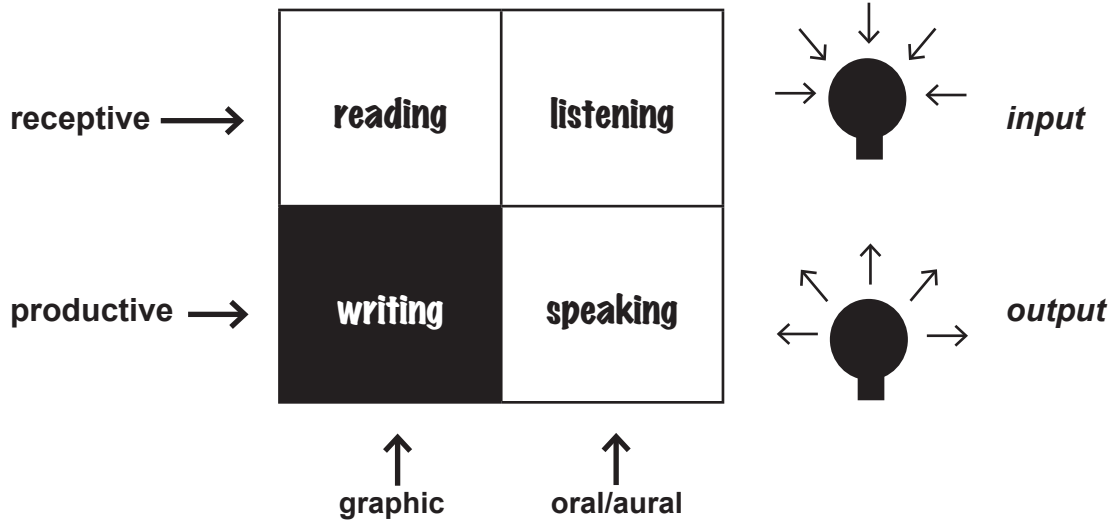 receptive reading listening input
productive writing speaking output
graphic oral/aural